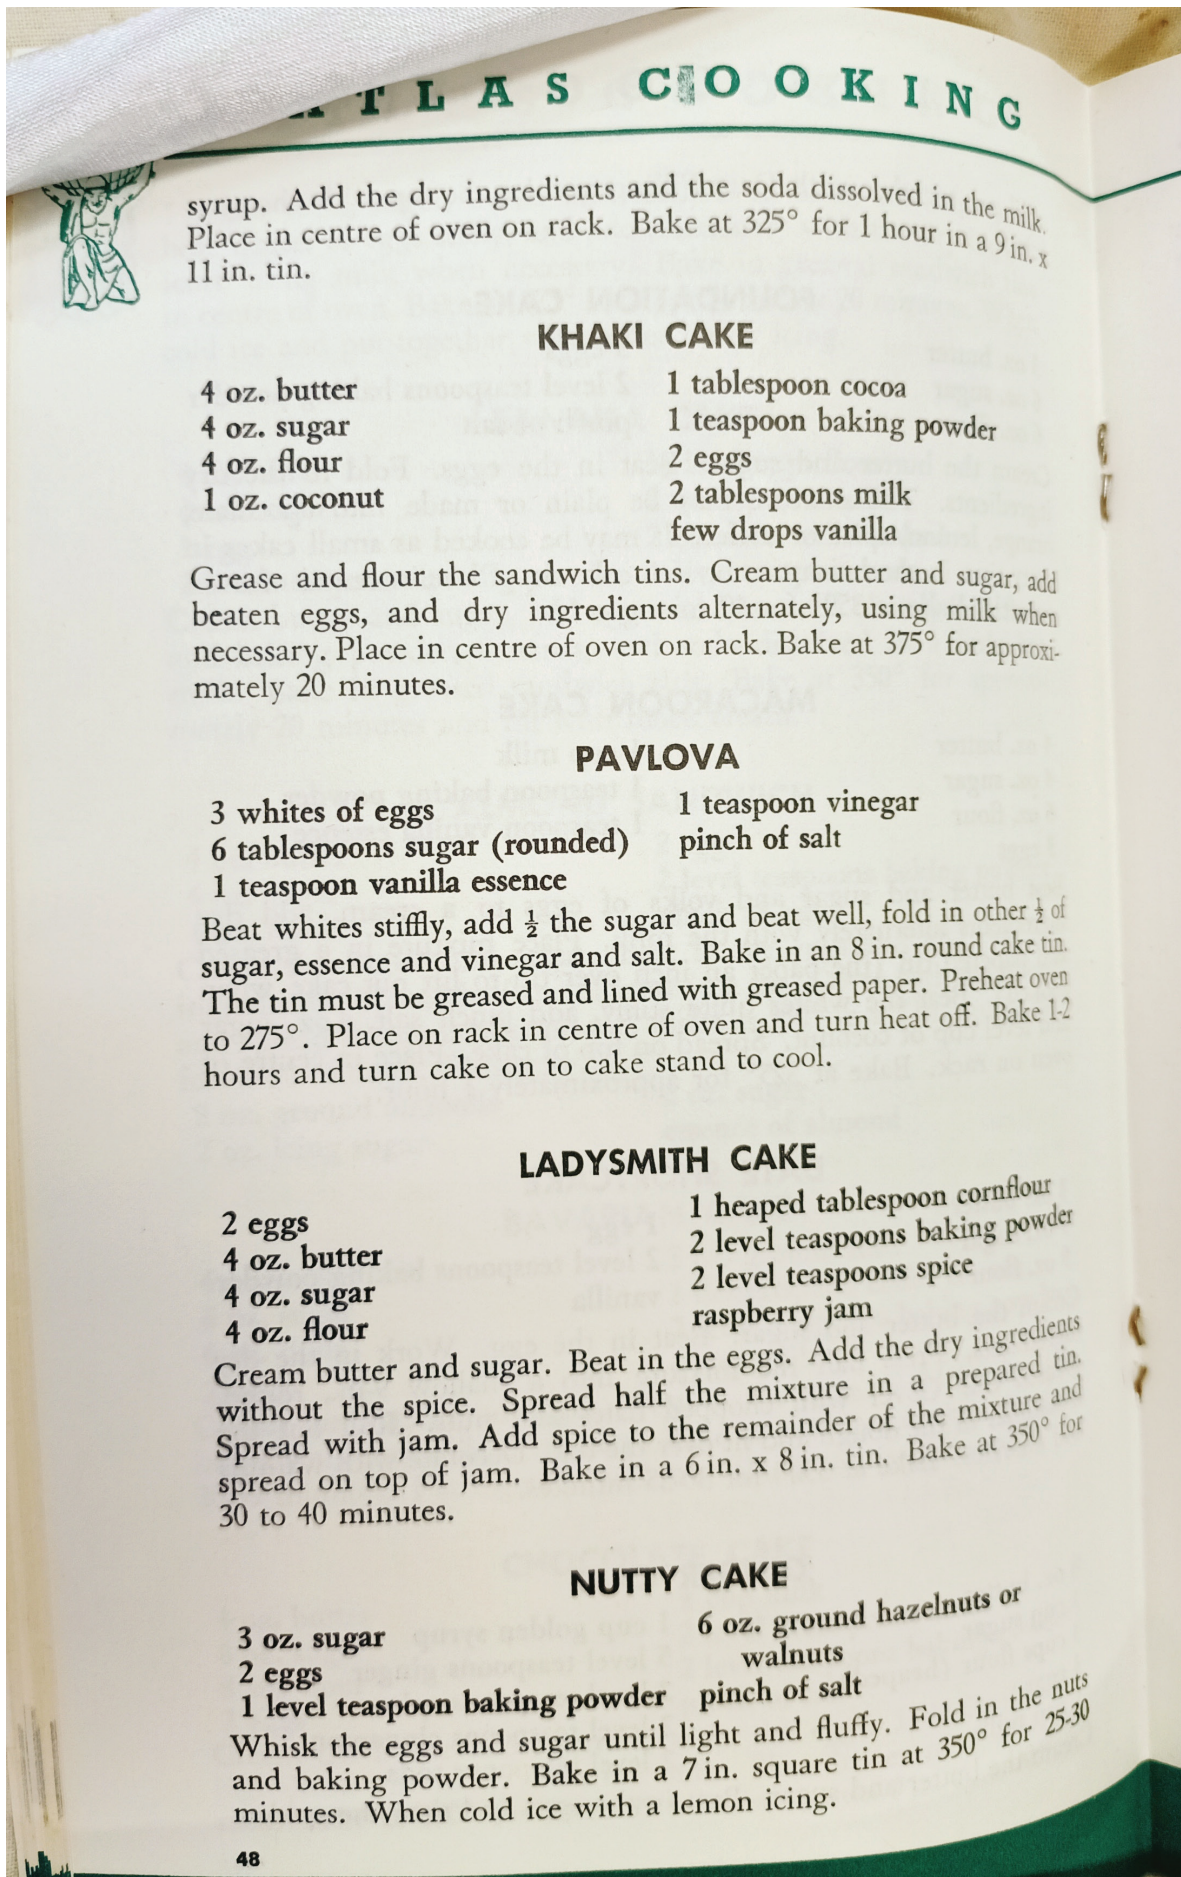 ATLAS COOKING
syrup. Add the dry ingredients and the soda dissolved in the milk.
Place in centre of oven on rack. Bake at 325° for 1 hour in a 9 in. x
11 in. tin.
KHAKI CAKE
4 oz. butter
4 oz. sugar
4 oz. flour
1 oz. coconut
1 tablespoon cocoa
1 teaspoon baking powder
2 eggs
2 tablespoons milk
few drops vanilla
Grease and flour the sandwich tins. Cream butter and sugar, add
beaten eggs, and dry ingredients alternately, using milk when
necessary. Place in centre of oven on rack. Bake at 375° for approxi-
mately 20 minutes.
PAVLOVA
3 whites of eggs
6 tablespoons sugar (rounded)
1 teaspoon vanilla essence
1 teaspoon vinegar
pinch of salt
Beat whites stiffly, add ½ the sugar and beat well, fold in other ½ of
sugar, essence and vinegar and salt. Bake in an 8 in. round cake tin.
The tin must be greased and lined with greased paper. Preheat oven
to 275°. Place on rack in centre of oven and turn heat off. Bake 1-2
hours and turn cake on to cake stand to cool.
LADYSMITH CAKE
2 eggs
4 oz. butter
4 oz. sugar
4 oz. flour
1 heaped tablespoon cornflour
2 level teaspoons baking powder
2 level teaspoons spice
raspberry jam
Cream butter and sugar. Beat in the eggs. Add the dry ingredients
without the spice. Spread half the mixture in a prepared tin.
Spread with jam. Add spice to the remainder of the mixture and
spread on top of jam. Bake in a 6 in. x 8 in. tin. Bake at 350° for
30 to 40 minutes.
NUTTY CAKE
3 oz. sugar
2 eggs
1 level teaspoon baking powder
6 oz. ground hazelnuts or
walnuts
pinch of salt
Whisk the eggs and sugar until light and fluffy. Fold in the nuts
and baking powder. Bake in a 7 in. square tin at 350° for 25-30
minutes. When cold ice with a lemon icing.
48